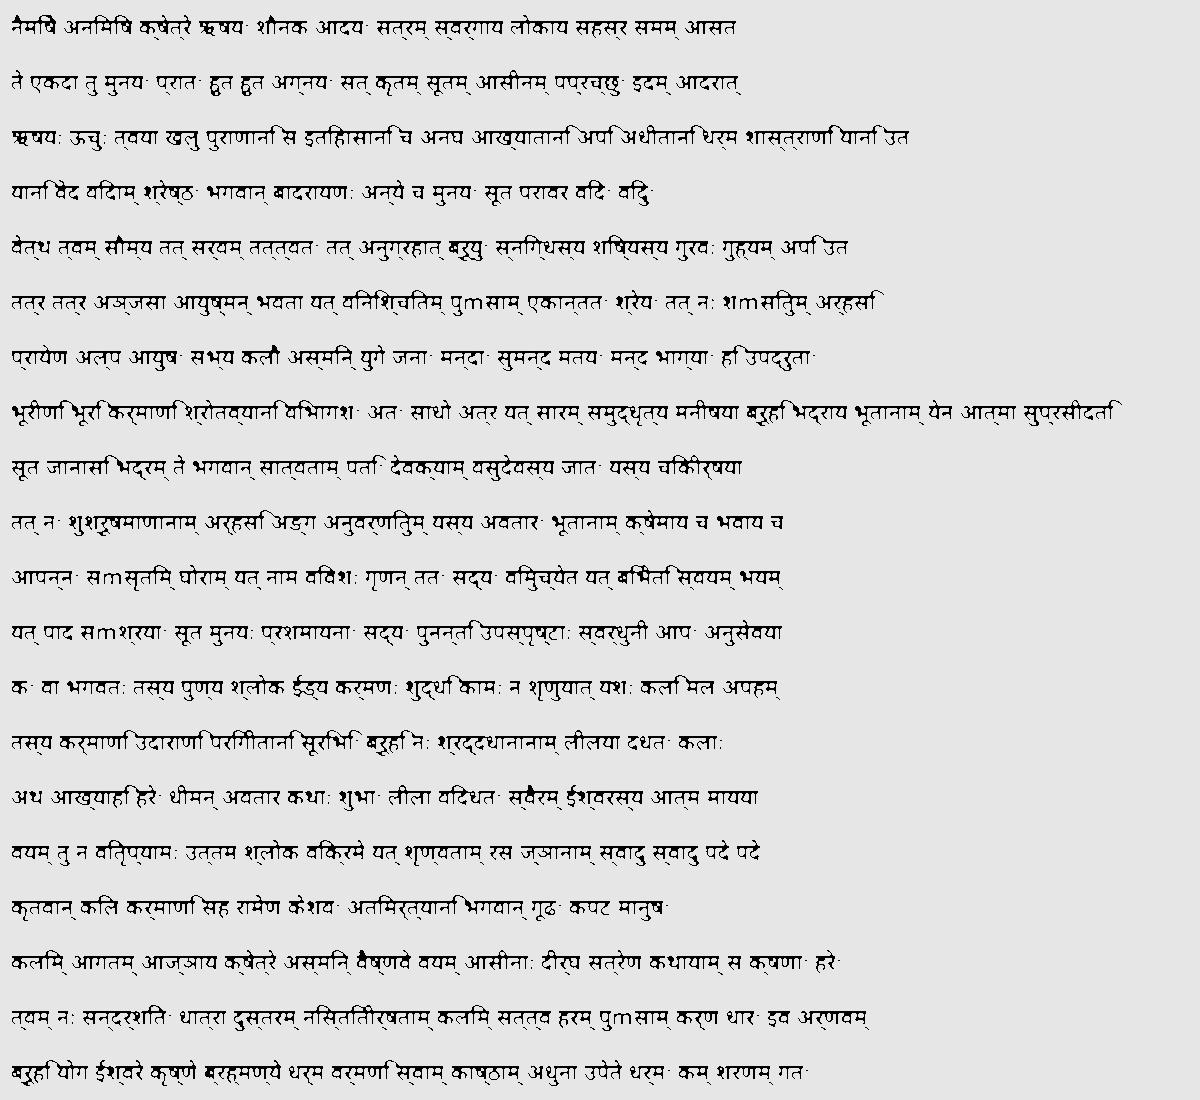 नैमिषे अनिमिषि क्षेत्रे ऋषय· शौनक आदय· सत्रम् स्वर्गाय लोकाय सहस्र समम् आसत
ते एकदा तु मुनय· प्रात· हुत हुत अग्नय· सत् कृतम् सूतम् आसीनम् पप्रच्छु· इदम् आदरात्
ऋषयः ऊचुः त्वया खलु पुराणानि स इतिहासानि च अनघ आख्यातानि अपि अधीतानि धर्म शास्त्राणि यानि उत
यानि वेद विदाम् श्रेष्ठ· भगवान् बादरायणः अन्ये च मुनय· सूत परावर विद· विदु·
वेत्थ त्वम् सौम्य तत् सर्वम् तत्त्वत· तत् अनुग्रहात् ब्रूयु· स्निग्धस्य शिष्यस्य गुरवः गुह्यम् अपि उत
तत्र तत्र अञ्जसा आयुष्मन् भवता यत् विनिश्चितम् पुmसाम् एकान्तत· श्रेय· तत् नः शmसितुम् अर्हसि
प्रायेण अल्प आयुष· सभ्य कलौ अस्मिन् युगे जना· मन्दा· सुमन्द मतय· मन्द भाग्या· हि उपद्रुता·
भूरीणि भूरि कर्माणि श्रोतव्यानि विभागश· अत· साधो अत्र यत् सारम् समुद्धृत्य मनीषया ब्रूहि भद्राय भूतानाम् येन आत्मा सुप्रसीदति
सूत जानासि भद्रम् ते भगवान् सात्वताम् पति· देवक्याम् वसुदेवस्य जात· यस्य चिकीर्षया
तत् न· शुश्रूषमाणानाम् अर्हसि अङ्ग अनुवर्णितुम् यस्य अवतार· भूतानाम् क्षेमाय च भवाय च
आपन्न· सmसृतिम् घोराम् यत् नाम विवशः गृणन् तत· सद्य· विमुच्येत यत् बिभेति स्वयम् भयम्
यत् पाद सmश्रया· सूत मुनयः प्रशमायना· सद्य· पुनन्ति उपस्पृष्टाः स्वर्धुनी आप· अनुसेवया
क· वा भगवतः तस्य पुण्य श्लोक ईड्य कर्मणः शुद्धि कामः न शृणुयात् यशः कलि मल अपहम्
तस्य कर्माणि उदाराणि परिगीतानि सूरिभि· ब्रूहि नः श्रद्दधानानाम् लीलया दधत· कलाः
अथ आख्याहि हरे· धीमन् अवतार कथाः शुभा· लीला विदधत· स्वैरम् ईश्वरस्य आत्म मायया
वयम् तु न वितृप्यामः उत्तम श्लोक विक्रमे यत् शृण्वताम् रस ज्ञानाम् स्वादु स्वादु पदे पदे
कृतवान् किल कर्माणि सह रामेण केशव· अतिमर्त्यानि भगवान् गूढ· कपट मानुष·
कलिम् आगतम् आज्ञाय क्षेत्रे अस्मिन् वैष्णवे वयम् आसीनाः दीर्घ सत्रेण कथायाम् स क्षणा· हरे·
त्वम् नः सन्दर्शित· धात्रा दुस्तरम् निस्तितीर्षताम् कलिम् सत्त्व हरम् पुmसाम् कर्ण धार· इव अर्णवम्
ब्रूहि योग ईश्वरे कृष्णे ब्रह्मण्ये धर्म वर्मणि स्वाम् काष्ठाम् अधुना उपेते धर्म· कम् शरणम् गत·